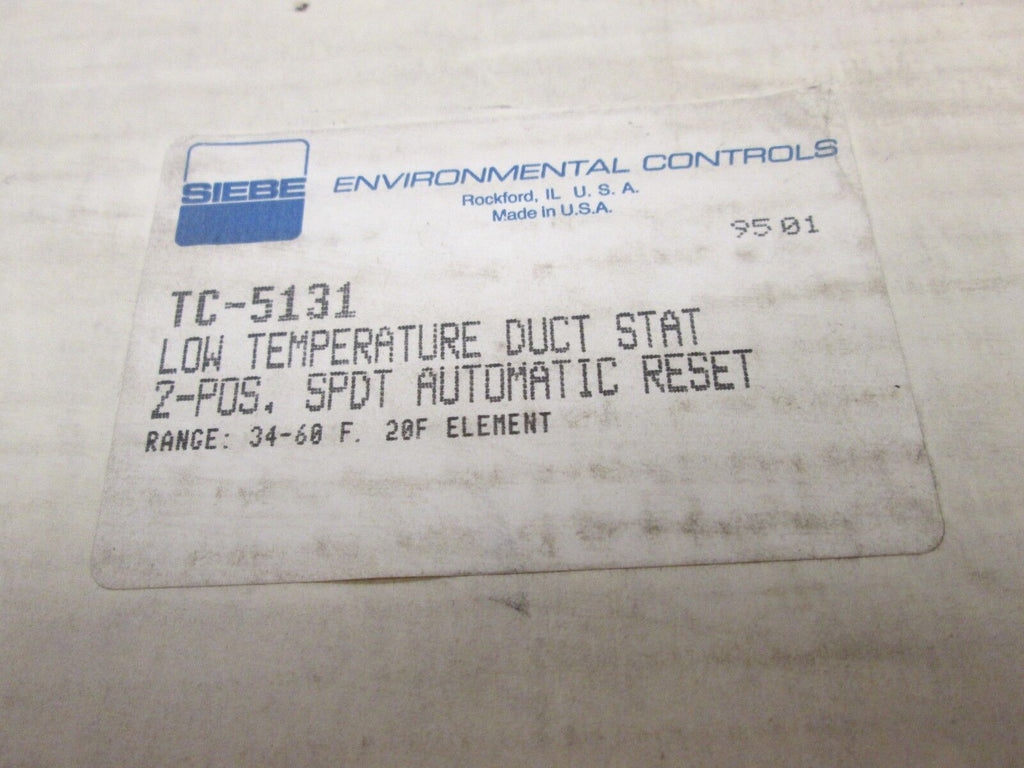 SIEBE
ENVIRONMENTAL CONTROLS
Rockford, IL U. S. A.
Made in U.S.A.
9501
TC-5131
LOW TEMPERATURE DUCT STAT
2-POS. SPDT AUTOMATIC RESET
RANGE: 34-60 F. 20F ELEMENT